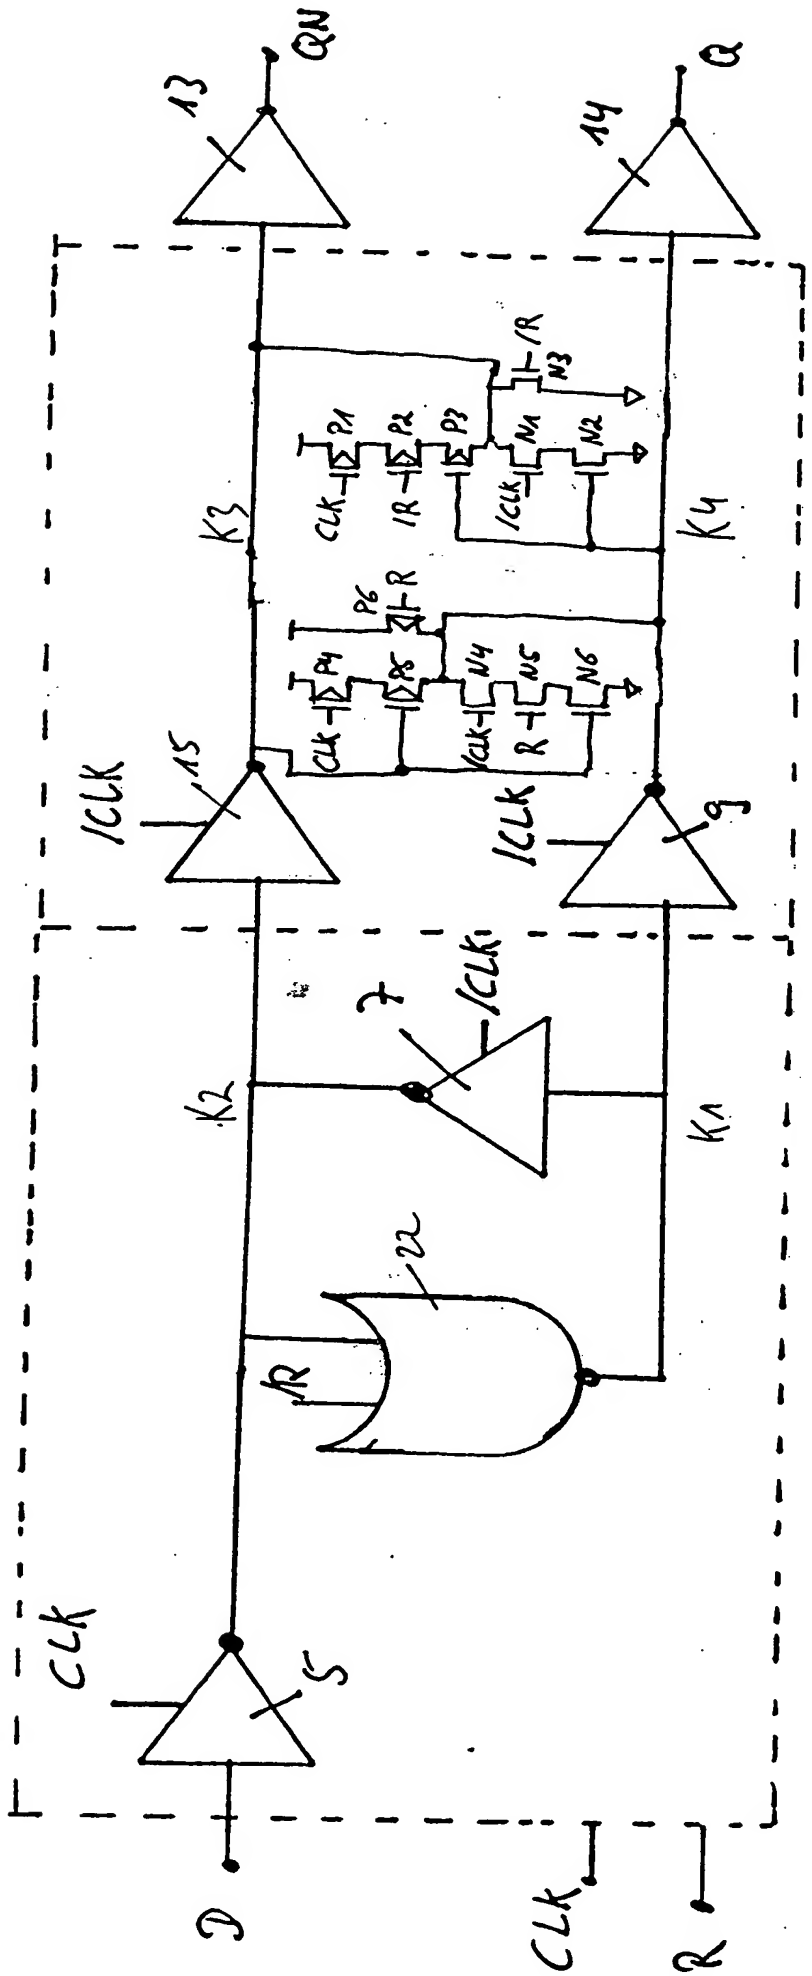 D
CLK
R
CLK
5
/R
22
K2
K1
7
/CLK
/CLK
15
/CLK
9
K3
K4
CLK
P4
P5
P6
R
/CLK
N4
R
N5
N6
CLK
P1
/R
P2
P3
/CLK
N1
N2
/R
N3
13
QN
14
Q